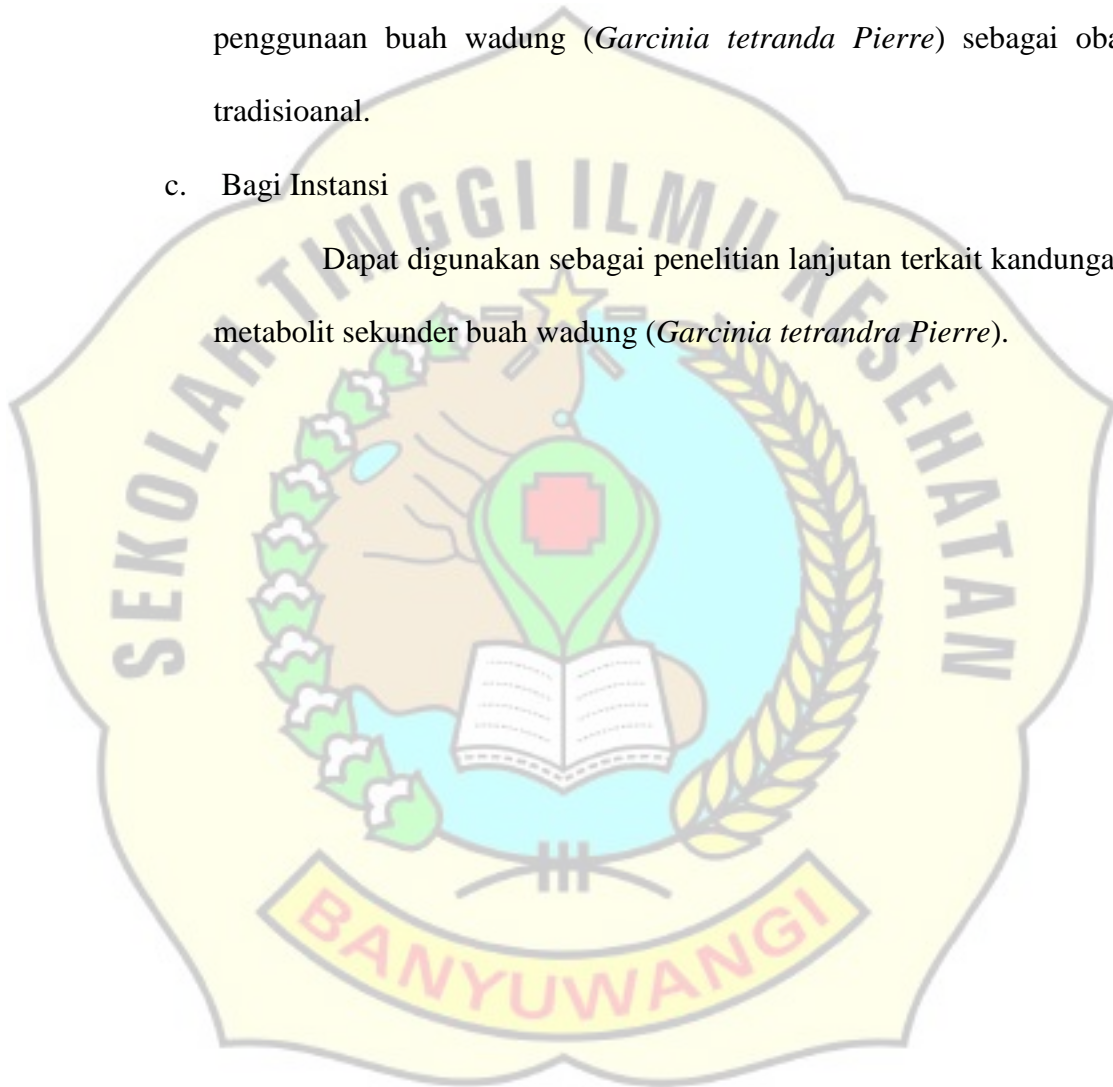 penggunaan buah wadung (Garcinia tetranda Pierre) sebagai oba
tradisioanal.
c. Bagi Instansi
Dapat digunakan sebagai penelitian lanjutan terkait kandunga
metabolit sekunder buah wadung (Garcinia tetrandra Pierre).
SEKOLAH TINGGI ILMU KESEHATAN
BANYUWANGI